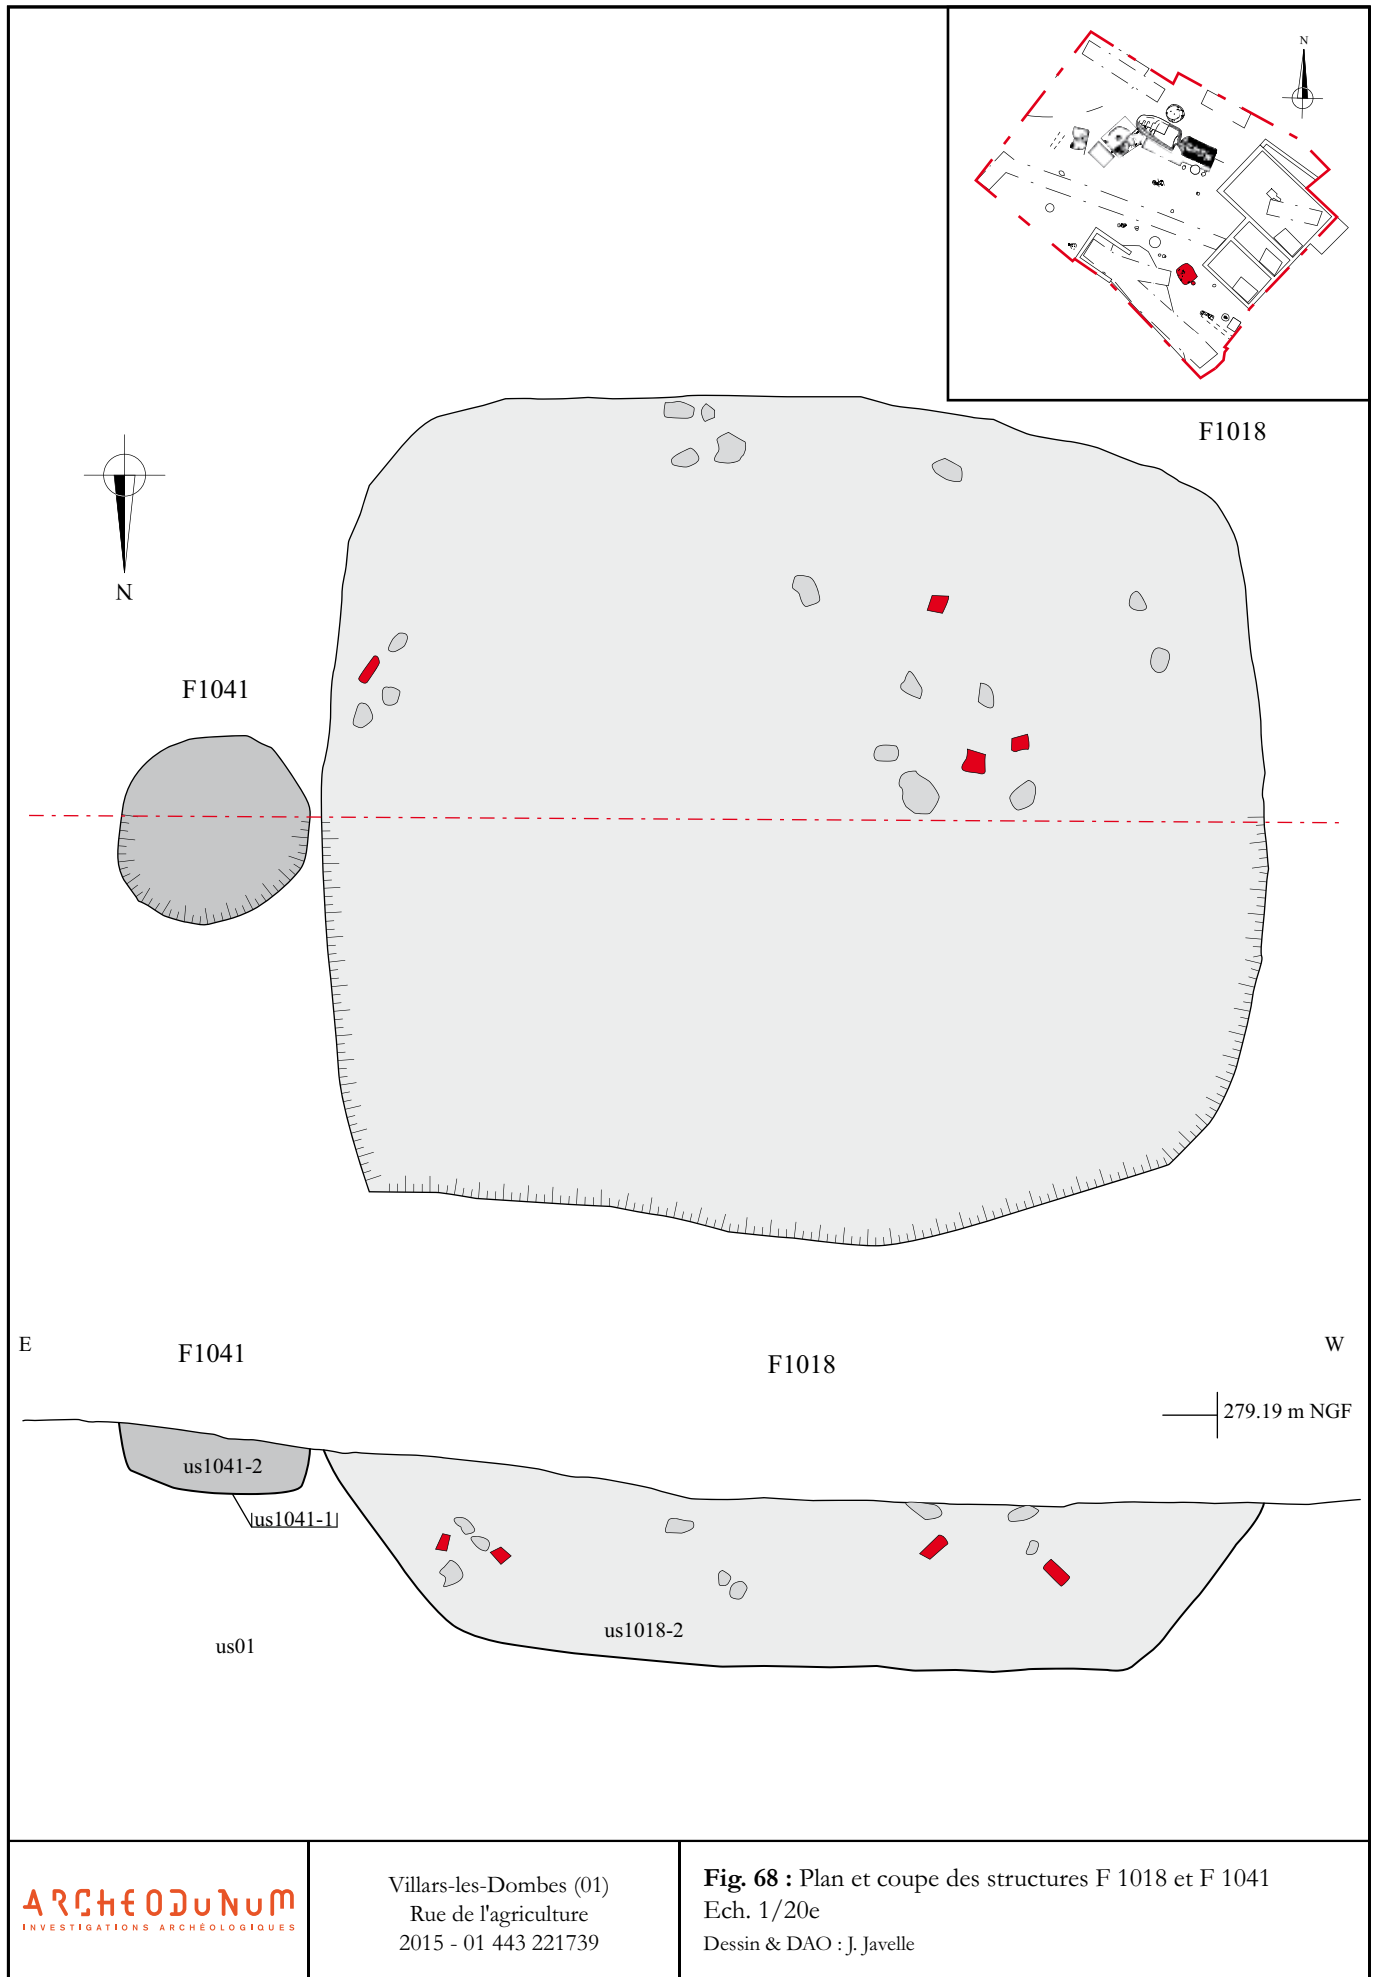 N
F1018
N
F1041
E
F1041
F1018
W
279.19 m NGF
us1041-2
us1041-1
us1018-2
us01
ARCHEODUNUM
INVESTIGATIONS ARCHÉOLOGIQUES
Villars-les-Dombes (01)
Rue de l'agriculture
2015 - 01 443 221739
Fig. 68 : Plan et coupe des structures F 1018 et F 1041
Ech. 1/20e
Dessin & DAO : J. Javelle